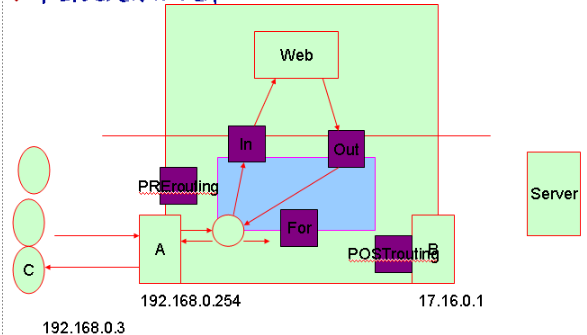 Web
In
Out
PRErouting
Server
For
A
POSTrouting
B
C
192.168.0.254
17.16.0.1
192.168.0.3